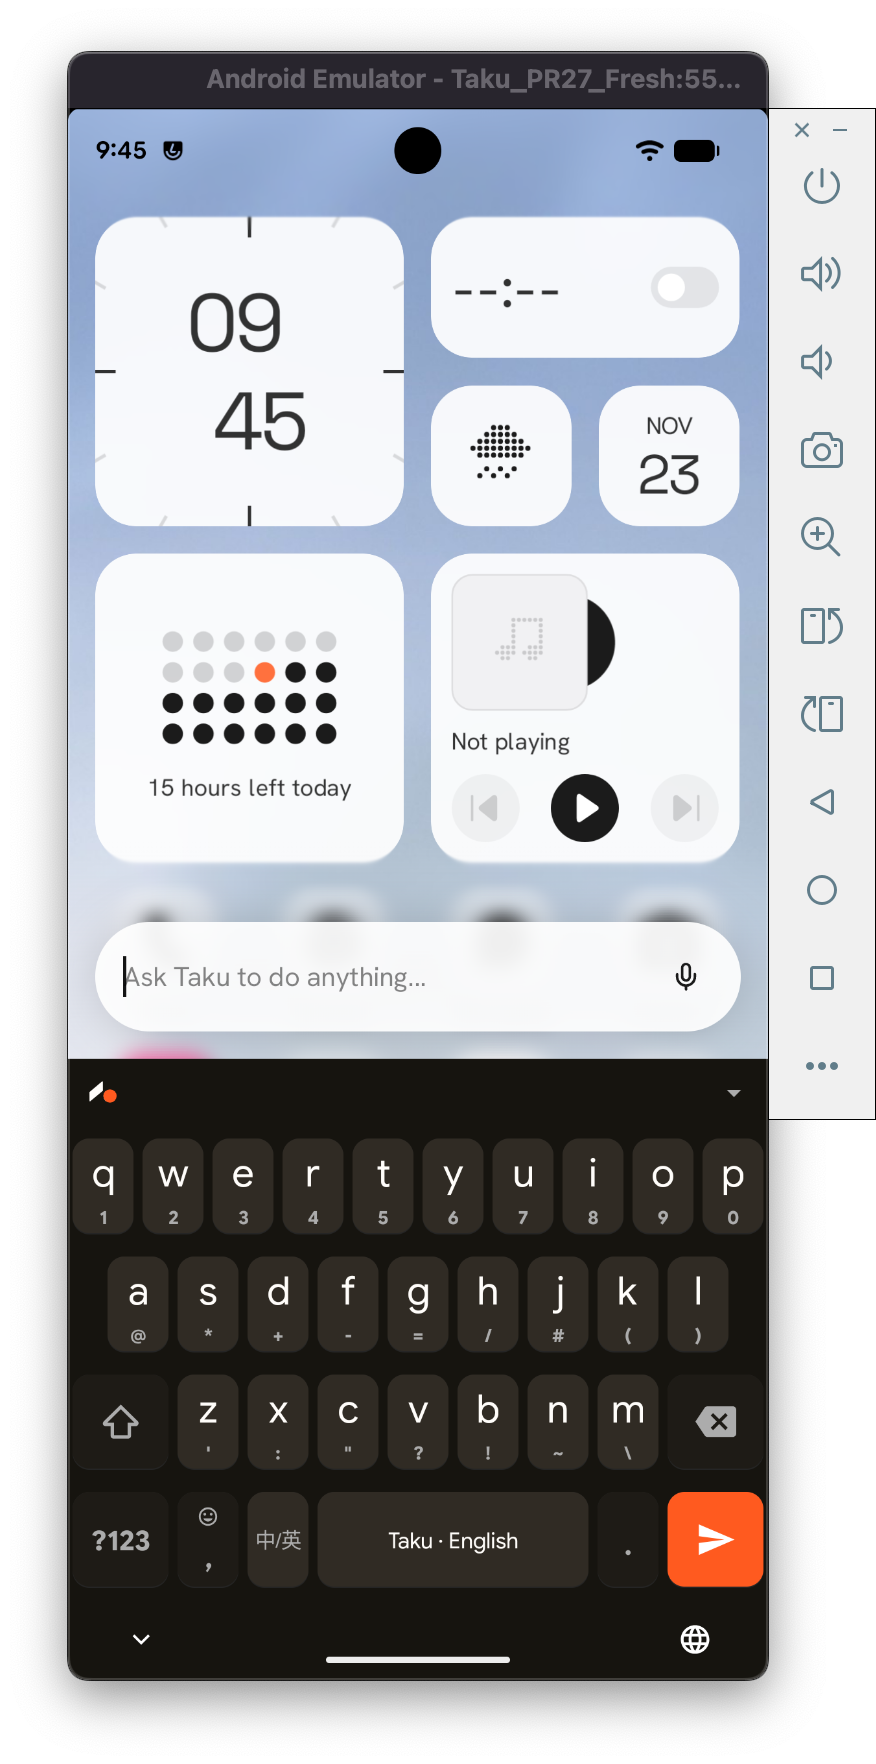 Android Emulator - Taku_PR27_Fresh:55...
9:45
09
45
--:--
NOV
23
15 hours left today
Not playing
Ask Taku to do anything...
q w e r t y u i o p
1 2 3 4 5 6 7 8 9 0
a s d f g h j k l
@ * + - = / # ( )
z x c v b n m
' : " ? ! ~ \
?123 , 中/英 Taku · English .